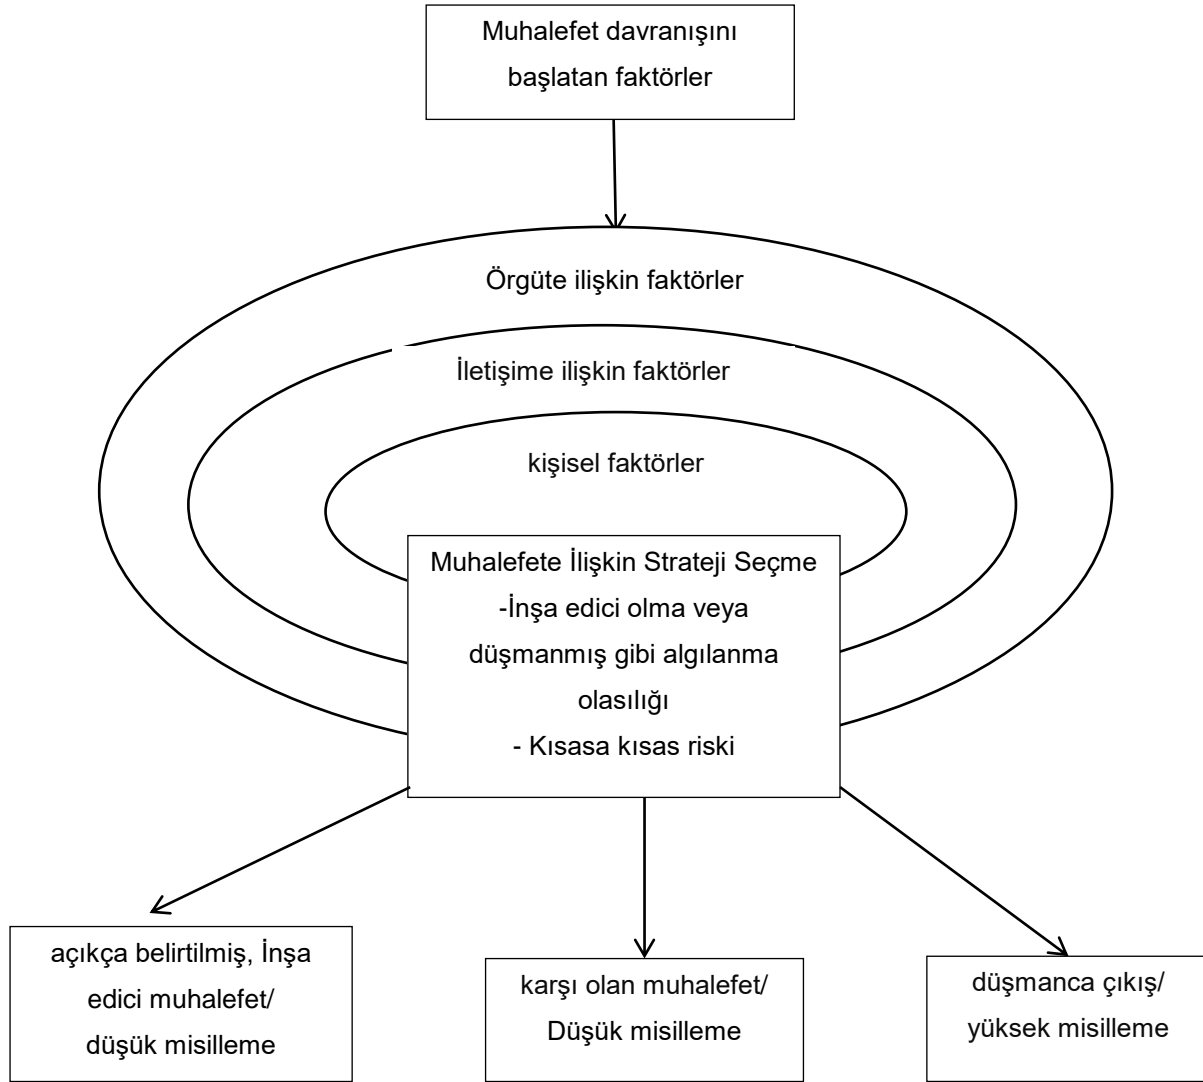 Muhalefet davranışını
başlatan faktörler
Örgüte ilişkin faktörler
İletişime ilişkin faktörler
kişisel faktörler
Muhalefete İlişkin Strateji Seçme
-İnşa edici olma veya
düşmanmış gibi algılanma
olasılığı
- Kısasa kısas riski
açıkça belirtilmiş, İnşa
edici muhalefet/
düşük misilleme
karşı olan muhalefet/
Düşük misilleme
düşmanca çıkış/
yüksek misilleme